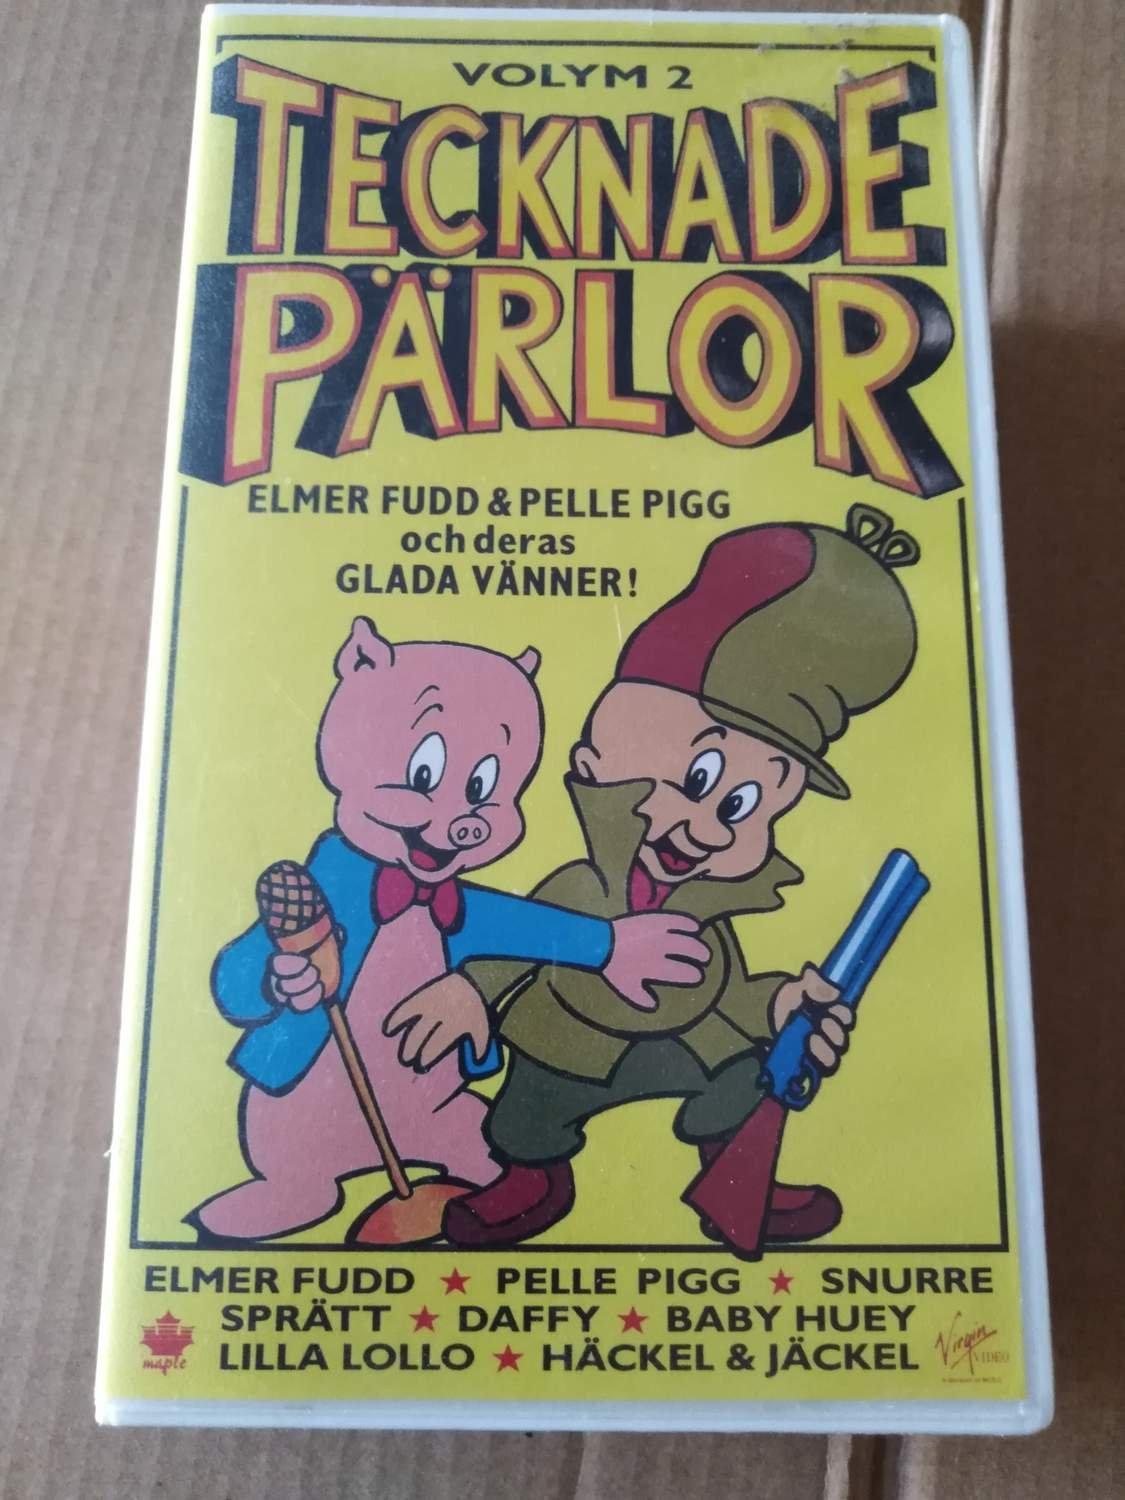 VOLYM 2
TECKNADE
PÄRLOR
ELMER FUDD & PELLE PIGG
och deras
GLADA VÄNNER!
ELMER FUDD ★ PELLE PIGG ★ SNURRE
SPRÄTT ★ DAFFY ★ BABY HUEY
LILLA LOLLO ★ HÄCKEL & JÄCKEL
maple
Virgin
VIDEO